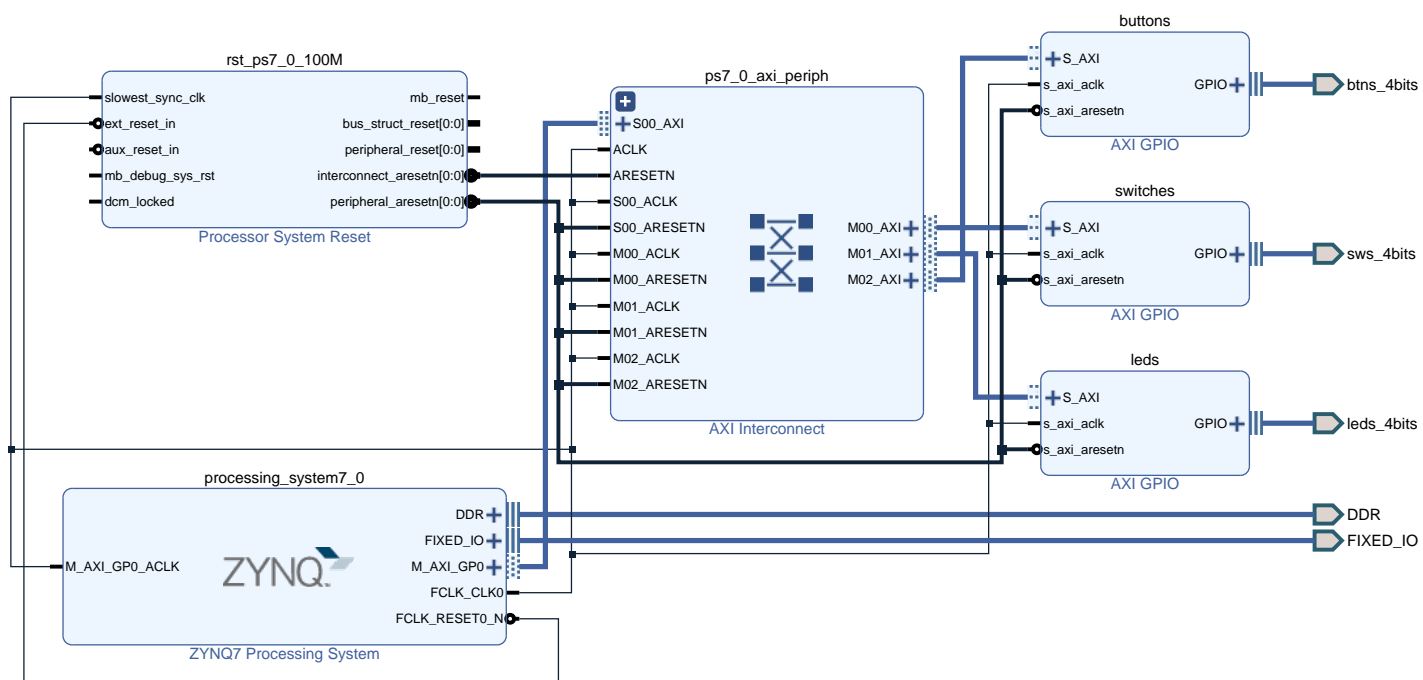 rst_ps7_0_100M
slowest_sync_clk
ext_reset_in
aux_reset_in
mb_debug_sys_rst
dcm_locked
mb_reset
bus_struct_reset[0:0]
peripheral_reset[0:0]
interconnect_aresetn[0:0]
peripheral_aresetn[0:0]
Processor System Reset
ps7_0_axi_periph
S00_AXI
ACLK
ARESETN
S00_ACLK
S00_ARESETN
M00_ACLK
M00_ARESETN
M01_ACLK
M01_ARESETN
M02_ACLK
M02_ARESETN
M00_AXI
M01_AXI
M02_AXI
AXI Interconnect
buttons
S_AXI
s_axi_aclk
s_axi_aresetn
GPIO
AXI GPIO
btns_4bits
switches
S_AXI
s_axi_aclk
s_axi_aresetn
GPIO
AXI GPIO
sws_4bits
leds
S_AXI
s_axi_aclk
s_axi_aresetn
GPIO
AXI GPIO
leds_4bits
processing_system7_0
M_AXI_GP0_ACLK
ZYNQ
DDR
FIXED_IO
M_AXI_GP0
FCLK_CLK0
FCLK_RESET0_N
ZYNQ7 Processing System
DDR
FIXED_IO